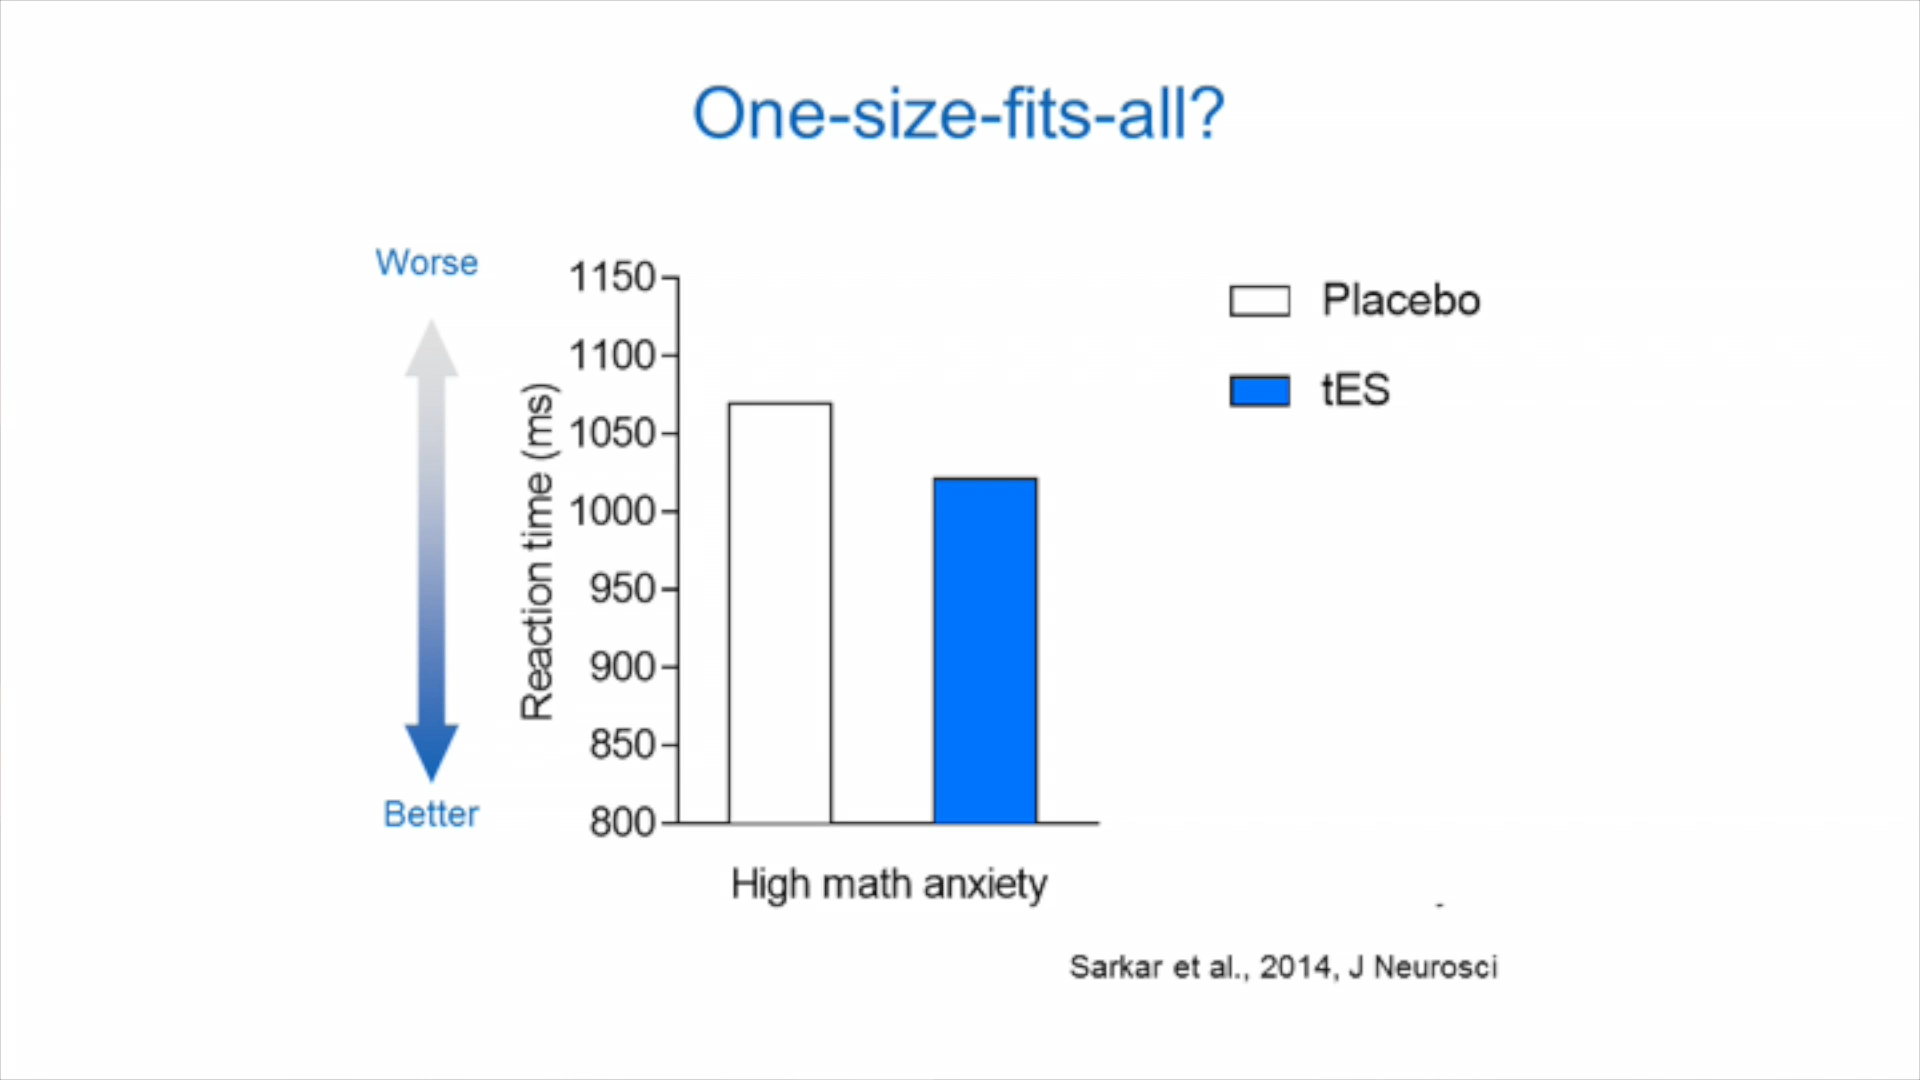 One-size-fits-all?
Worse
Better
Reaction time (ms)
1150
1100
1050
1000
950
900
850
800
High math anxiety
Placebo
tES
Sarkar et al., 2014, J Neurosci